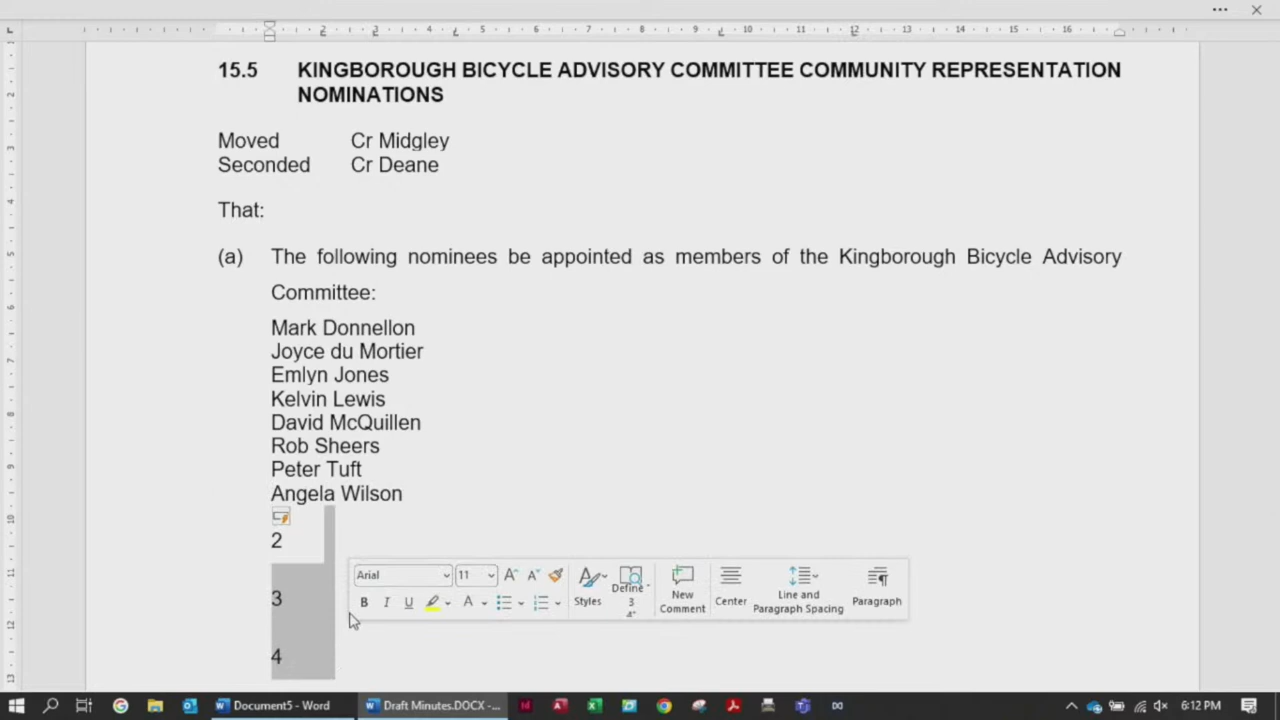 15.5 KINGBOROUGH BICYCLE ADVISORY COMMITTEE COMMUNITY REPRESENTATION
NOMINATIONS
Moved Cr Midgley
Seconded Cr Deane
That:
(a) The following nominees be appointed as members of the Kingborough Bicycle Advisory
Committee:
Mark Donnellon
Joyce du Mortier
Emlyn Jones
Kelvin Lewis
David McQuillen
Rob Sheers
Peter Tuft
Angela Wilson
2
3
4
Arial 11
Styles
Define
3
4"
New
Comment
Center
Line and
Paragraph Spacing
Paragraph
B I U A
Document5 - Word
Draft Minutes.DOCX -...
6:12 PM